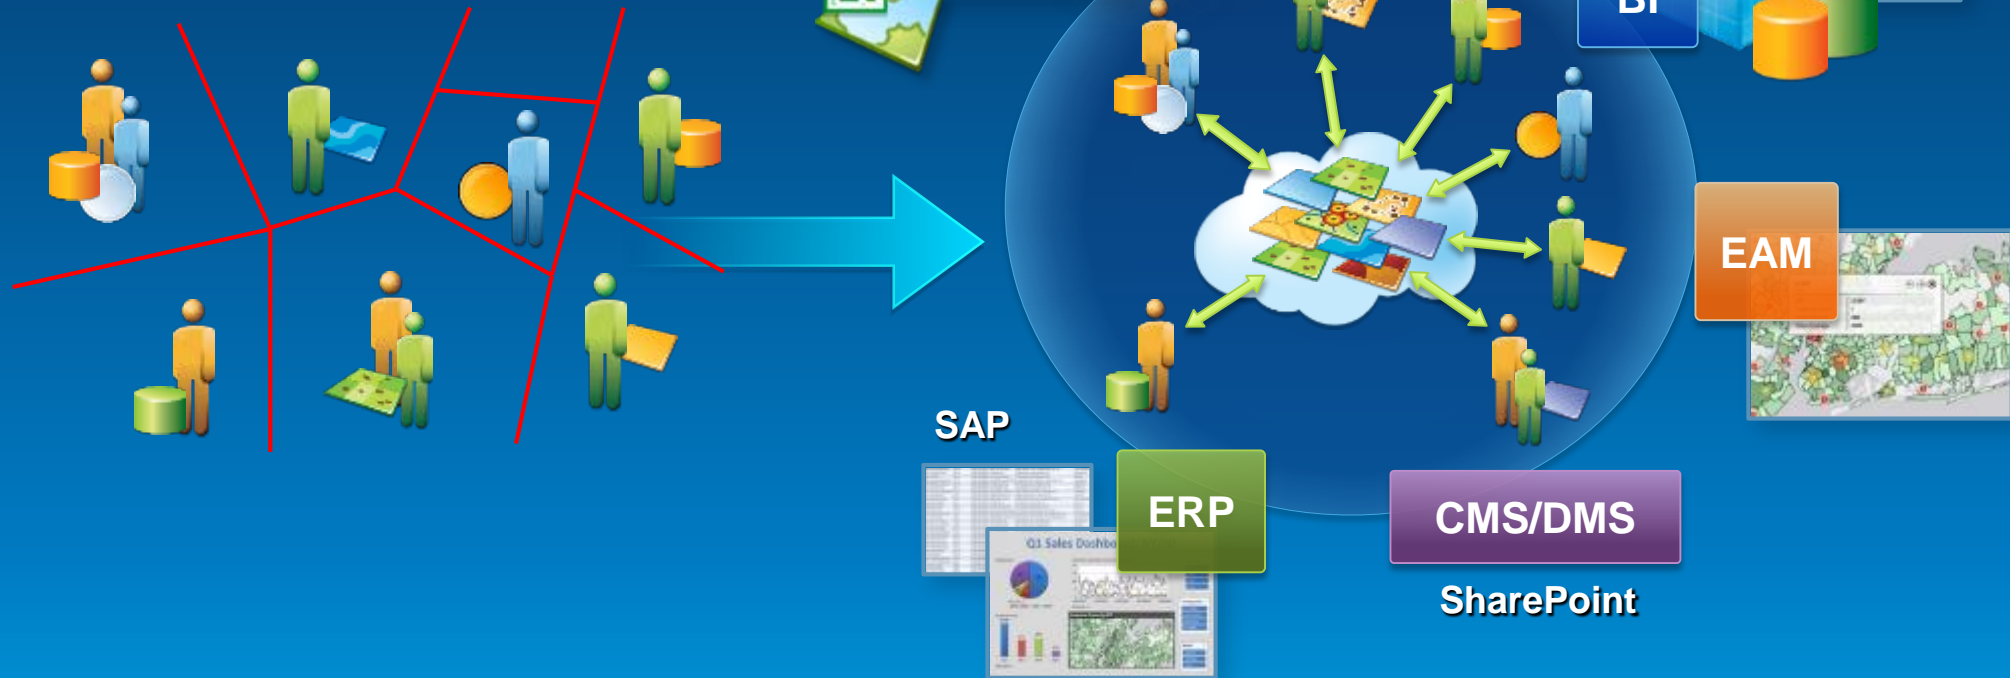 BI
EAM
SAP
ERP
Q1 Sales Dashbo
CMS/DMS
SharePoint